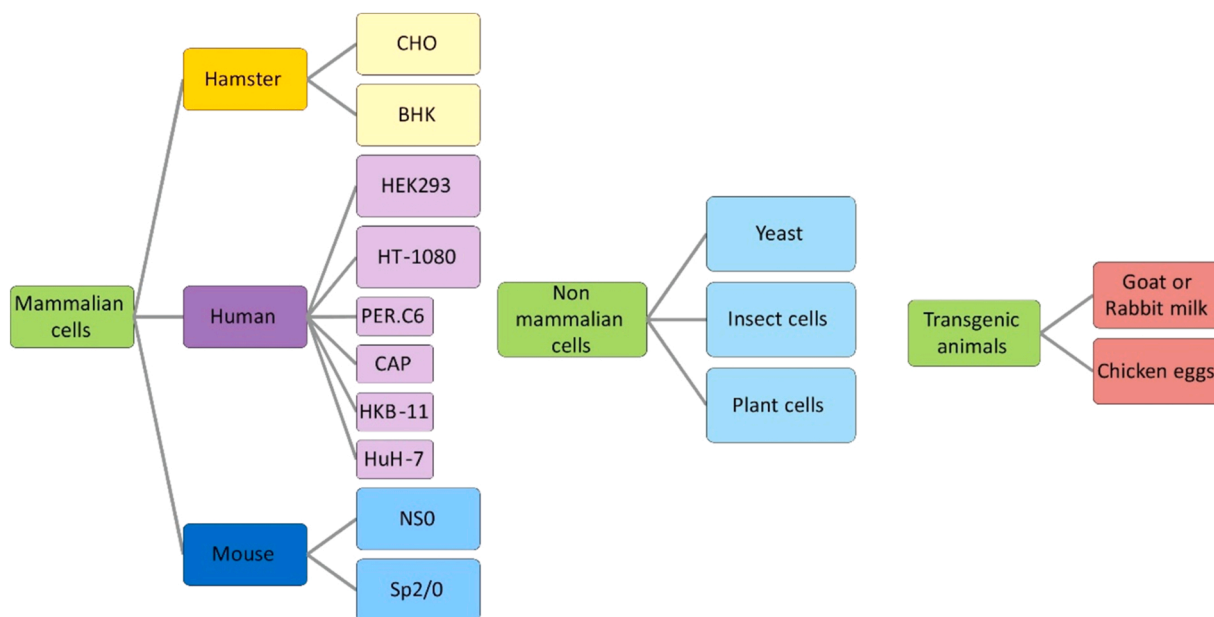 Mammalian
cells
Hamster
CHO
BHK
Human
HEK293
HT-1080
PER.C6
CAP
HKB-11
HuH-7
Mouse
NS0
Sp2/0
Non
mammalian
cells
Yeast
Insect cells
Plant cells
Transgenic
animals
Goat or
Rabbit milk
Chicken eggs